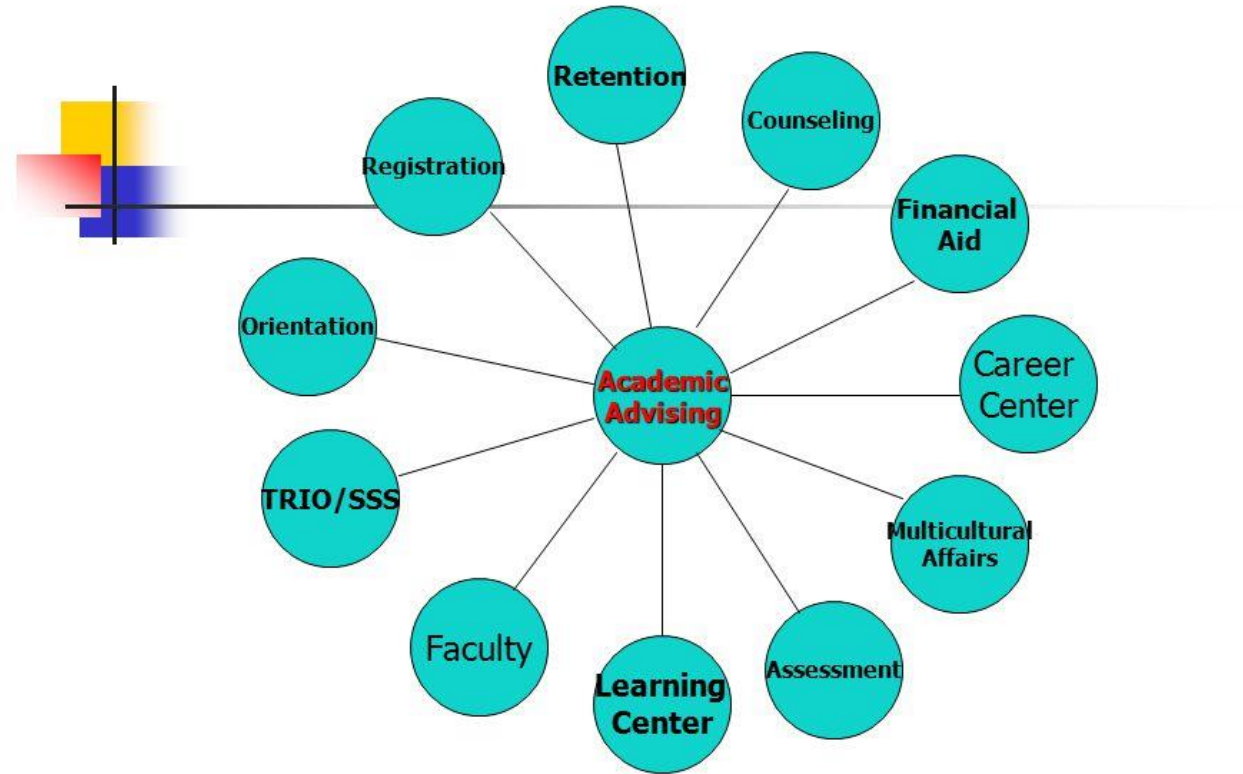 Retention
Counseling
Registration
Financial
Aid
Orientation
Career
Center
Academic
Advising
TRIO/SSS
Multicultural
Affairs
Faculty
Learning
Center
Assessment